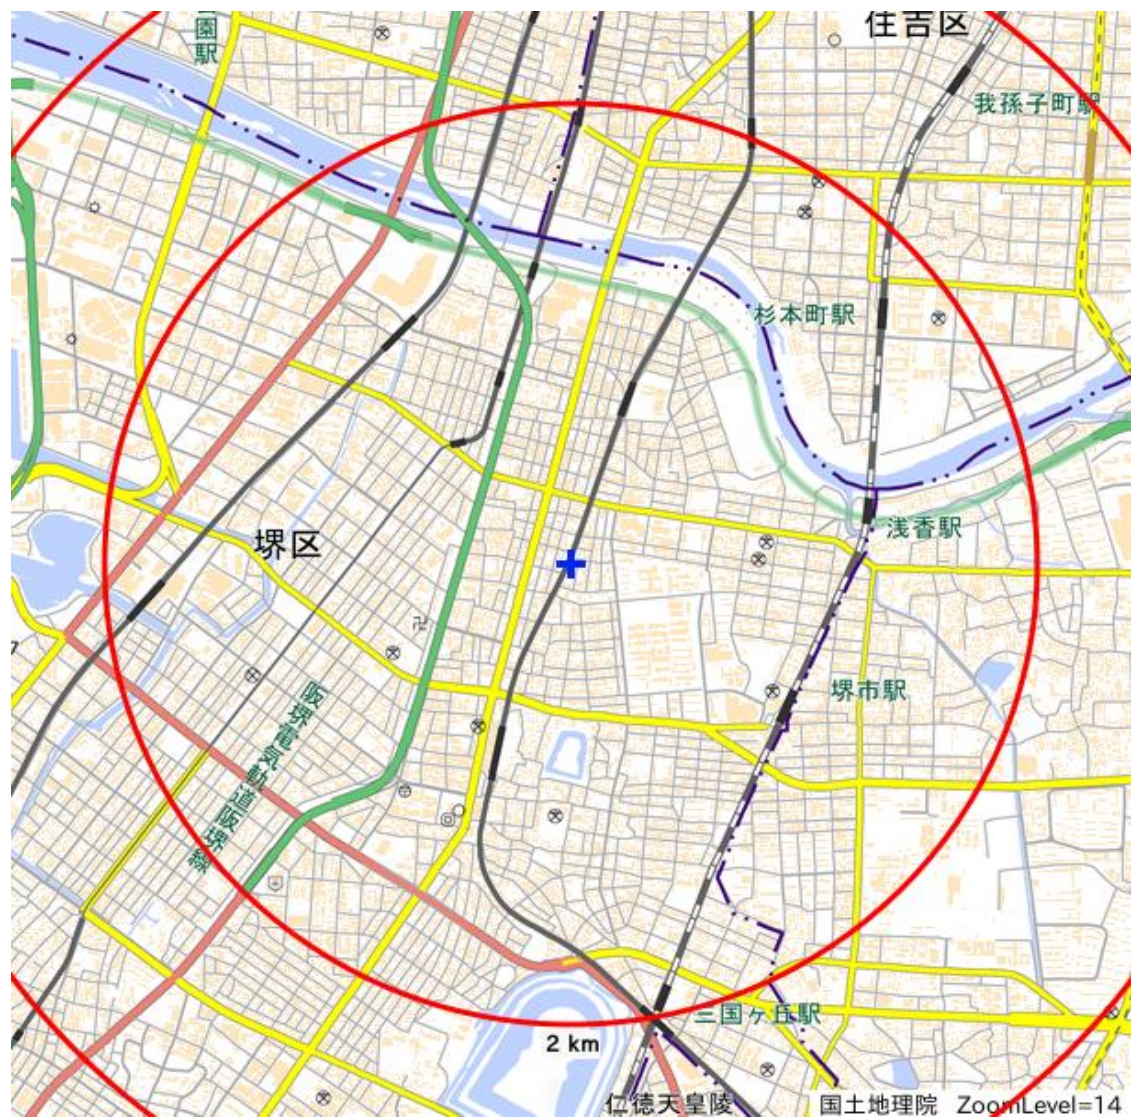 園駅
住吉区
我孫子町駅
杉本町駅
浅香駅
堺区
7
堺市駅
阪堺電気軌道阪堺線
三国ヶ丘駅
2 km
仁徳天皇陵
国土地理院 ZoomLevel=14